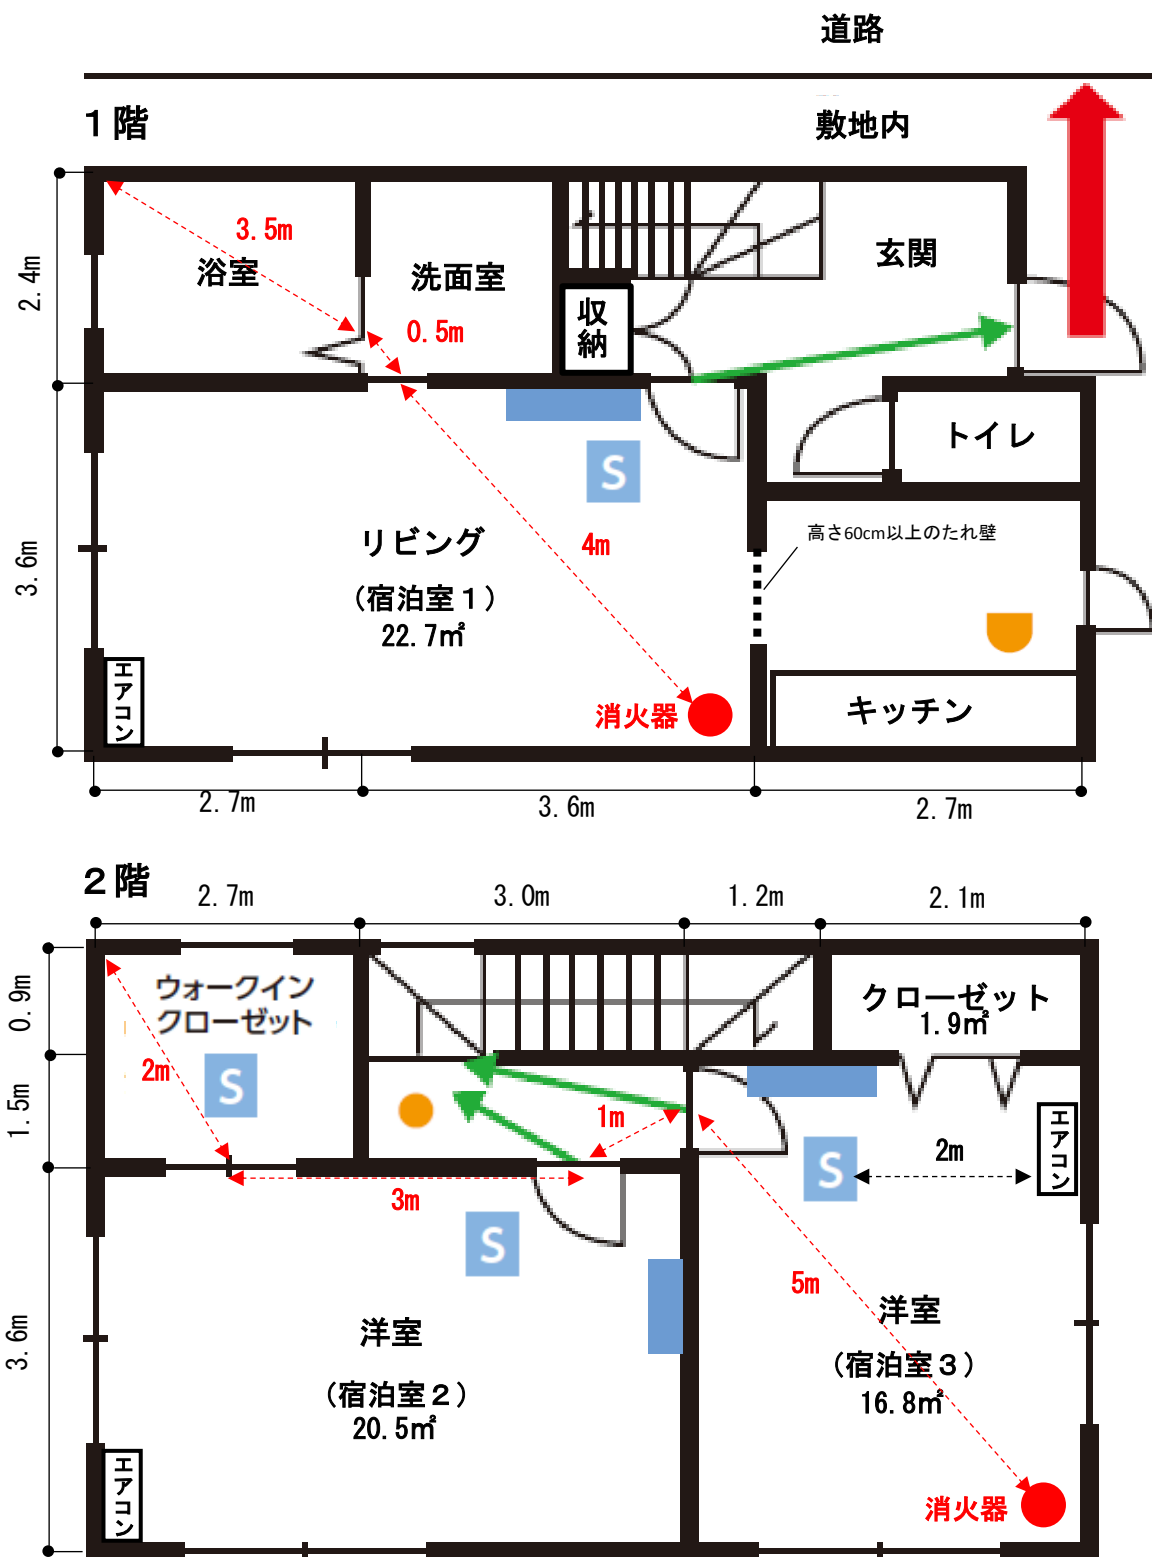 道路
1階
敷地内
3.5m
浴室
洗面室
玄関
2.4m
収納
0.5m
トイレ
S
高さ60cm以上のたれ壁
リビング
4m
(宿泊室1)
22.7㎡
3.6m
エアコン
消火器
キッチン
2.7m
3.6m
2.7m
2階
2.7m
3.0m
1.2m
2.1m
0.9m
ウォークイン
クローゼット
クローゼット
1.9㎡
2m
S
1.5m
1m
エアコン
2m
S
3m
S
5m
洋室
(宿泊室3)
16.8㎡
3.6m
洋室
(宿泊室2)
20.5㎡
エアコン
消火器